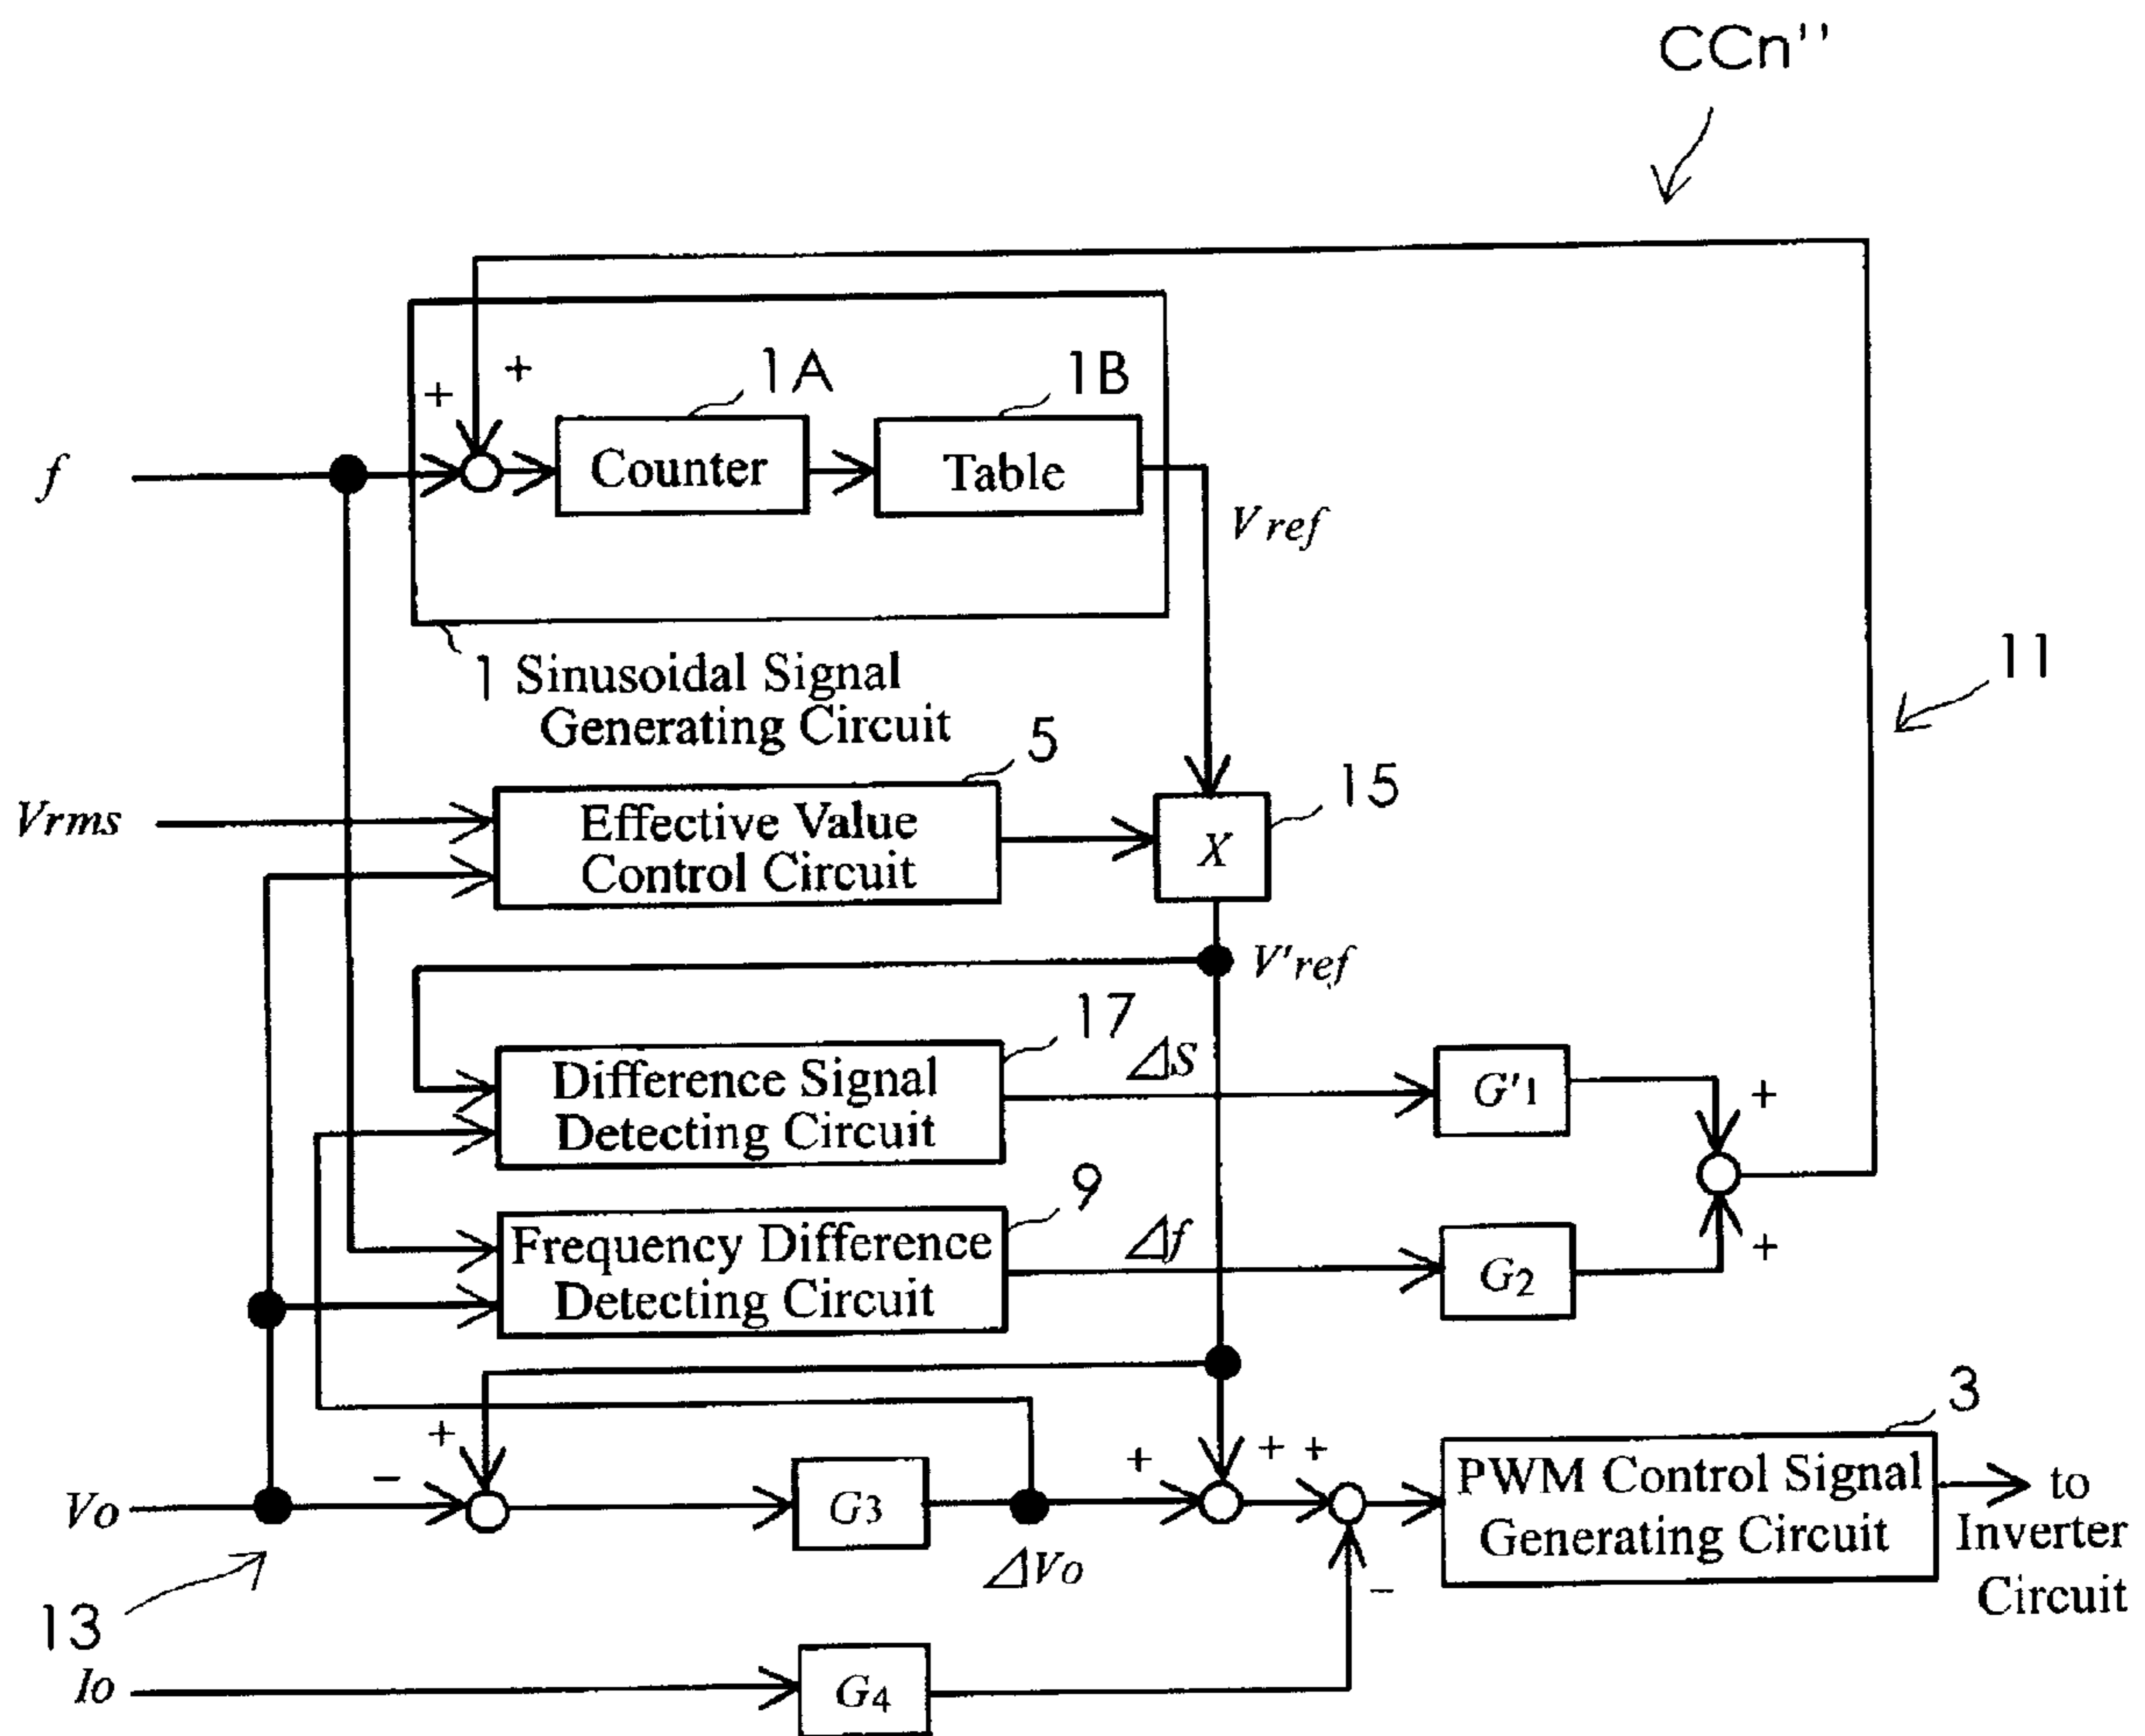 CCn''
1A
1B
+
+
f
Counter
Table
Vref
1 Sinusoidal Signal
Generating Circuit
11
5
15
Vrms
Effective Value
Control Circuit
X
V'ref
17
ΔS
Difference Signal
Detecting Circuit
G'1
+
9
Δf
Frequency Difference
Detecting Circuit
G2
+
3
+
−
Vo
G3
ΔVo
+
+
+
−
PWM Control Signal
Generating Circuit
to
Inverter
Circuit
13
Io
G4